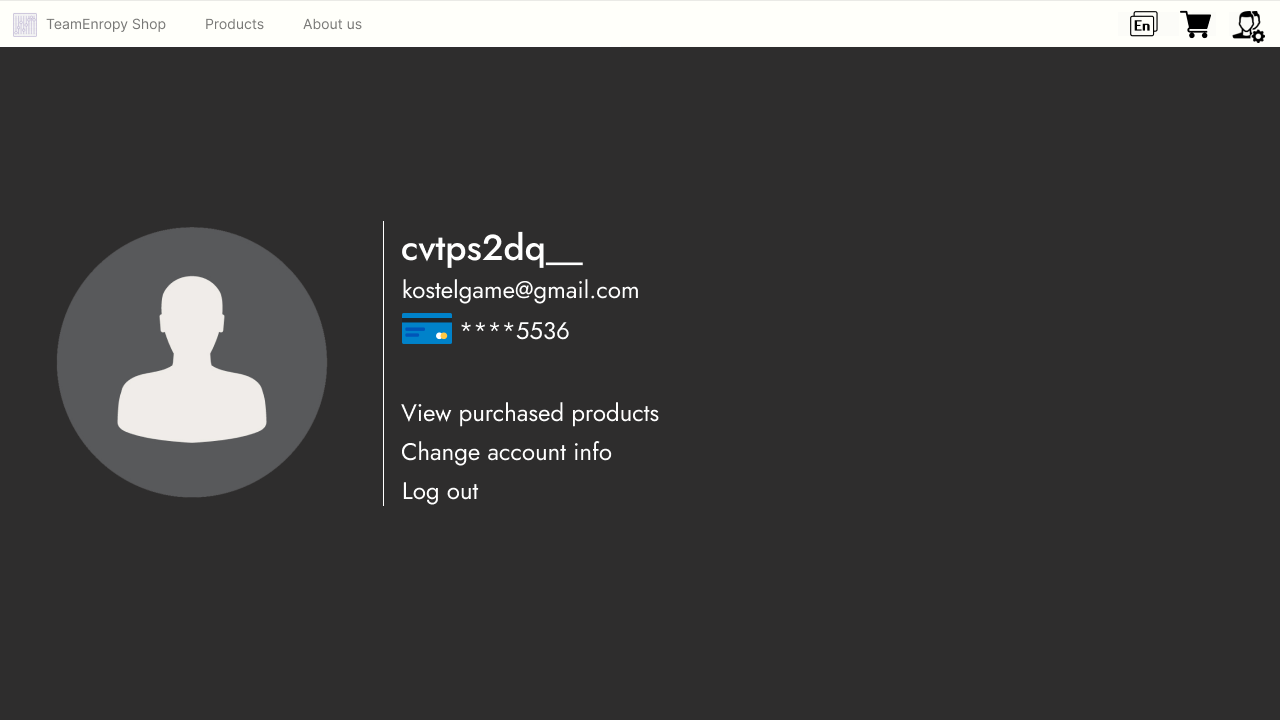 TeamEnropy Shop
Products
About us
En
cvtps2dq__
kostelgame@gmail.com
****5536
View purchased products
Change account info
Log out